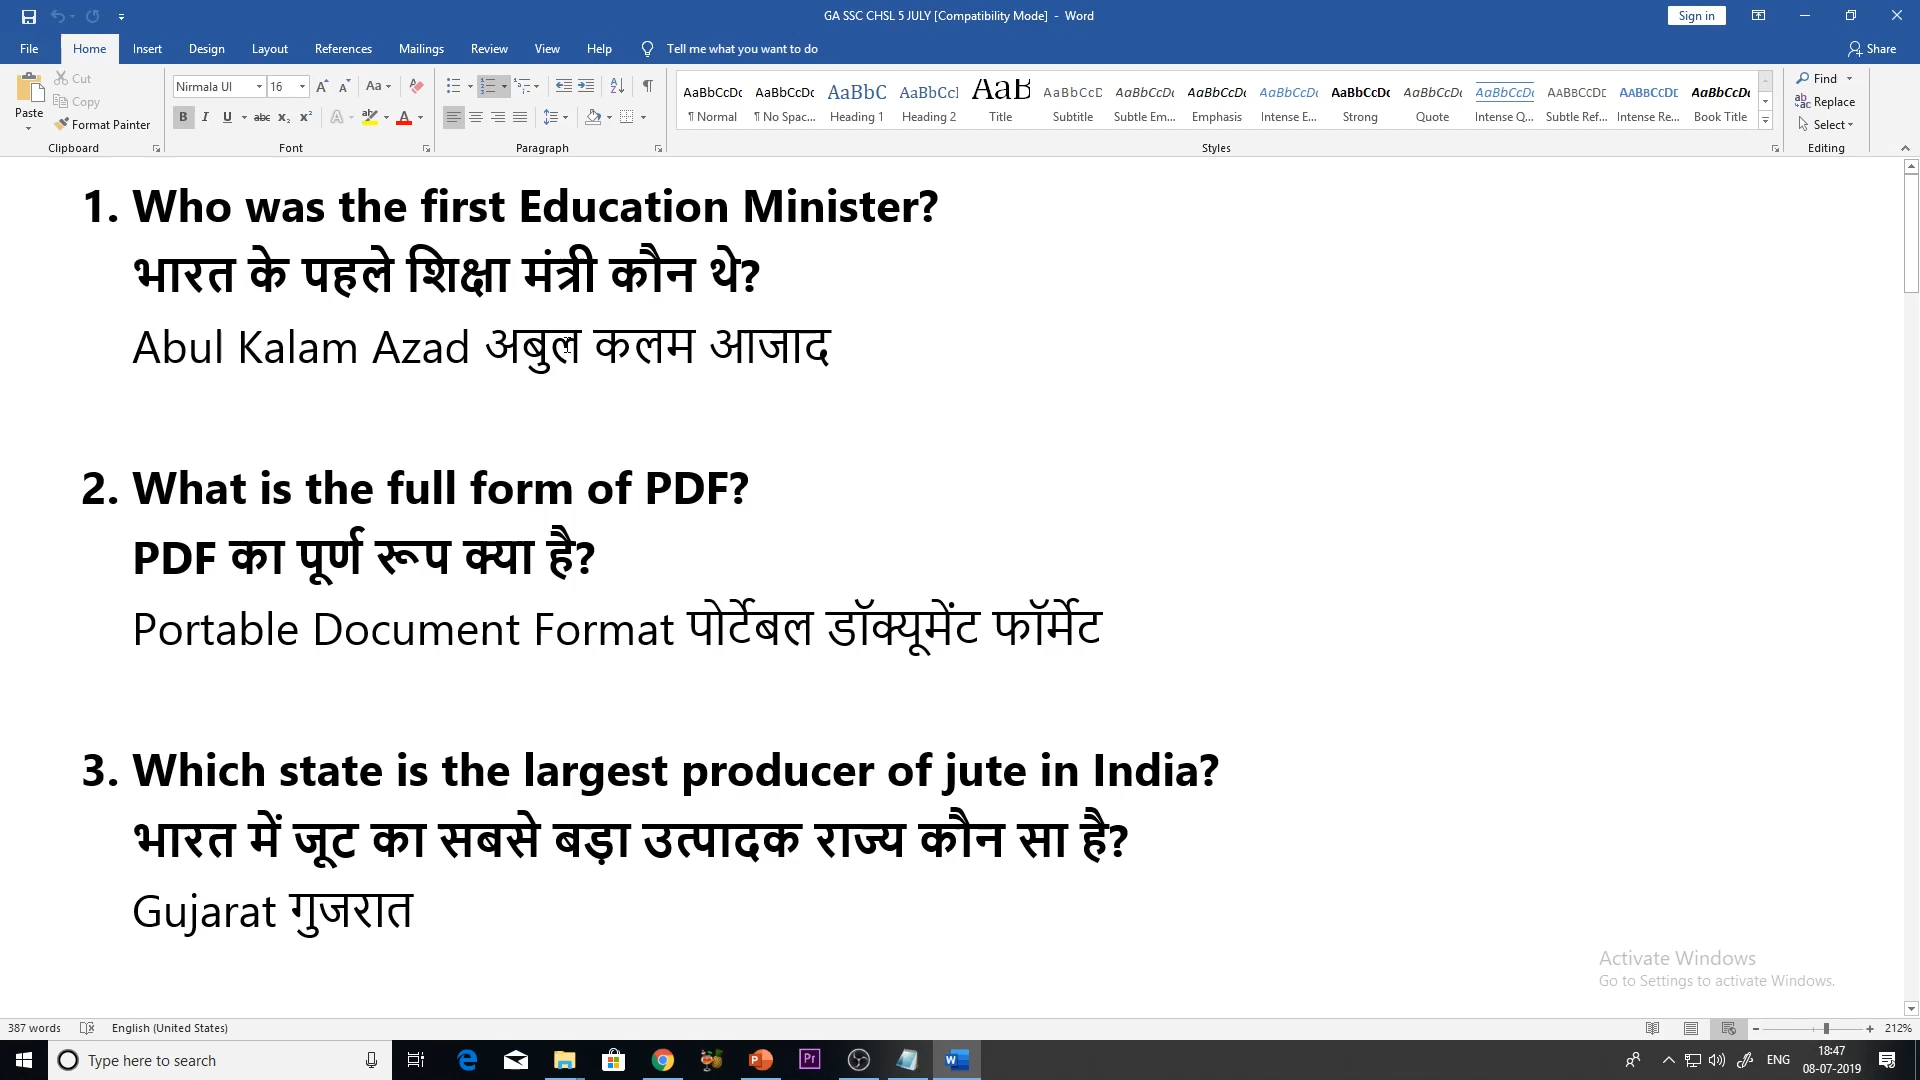 GA SSC CHSL 5 JULY [Compatibility Mode] - Word
Sign in
File Home Insert Design Layout References Mailings Review View Help Tell me what you want to do
Share
Paste
Cut
Copy
Format Painter
Clipboard
Nirmala UI 16
Font
Paragraph
AaBbCcDc AaBbCcDc AaBbC AaBbCcI AaB AaBbCcD AaBbCcDc AaBbCcDc AaBbCcDc AaBbCcDc AaBbCcDc AaBbCcDc AABBCCDE AABBCCDE AaBbCcDc
¶ Normal ¶ No Spac... Heading 1 Heading 2 Title Subtitle Subtle Em... Emphasis Intense E... Strong Quote Intense Q... Subtle Ref... Intense Re... Book Title
Styles
Find
Replace
Select
Editing
1. Who was the first Education Minister?
भारत के पहले शिक्षा मंत्री कौन थे?
Abul Kalam Azad अबुल कलम आजाद
2. What is the full form of PDF?
PDF का पूर्ण रूप क्या है?
Portable Document Format पोर्टेबल डॉक्यूमेंट फॉर्मेट
3. Which state is the largest producer of jute in India?
भारत में जूट का सबसे बड़ा उत्पादक राज्य कौन सा है?
Gujarat गुजरात
Activate Windows
Go to Settings to activate Windows.
387 words English (United States)
212%
Type here to search
ENG
18:47
08-07-2019